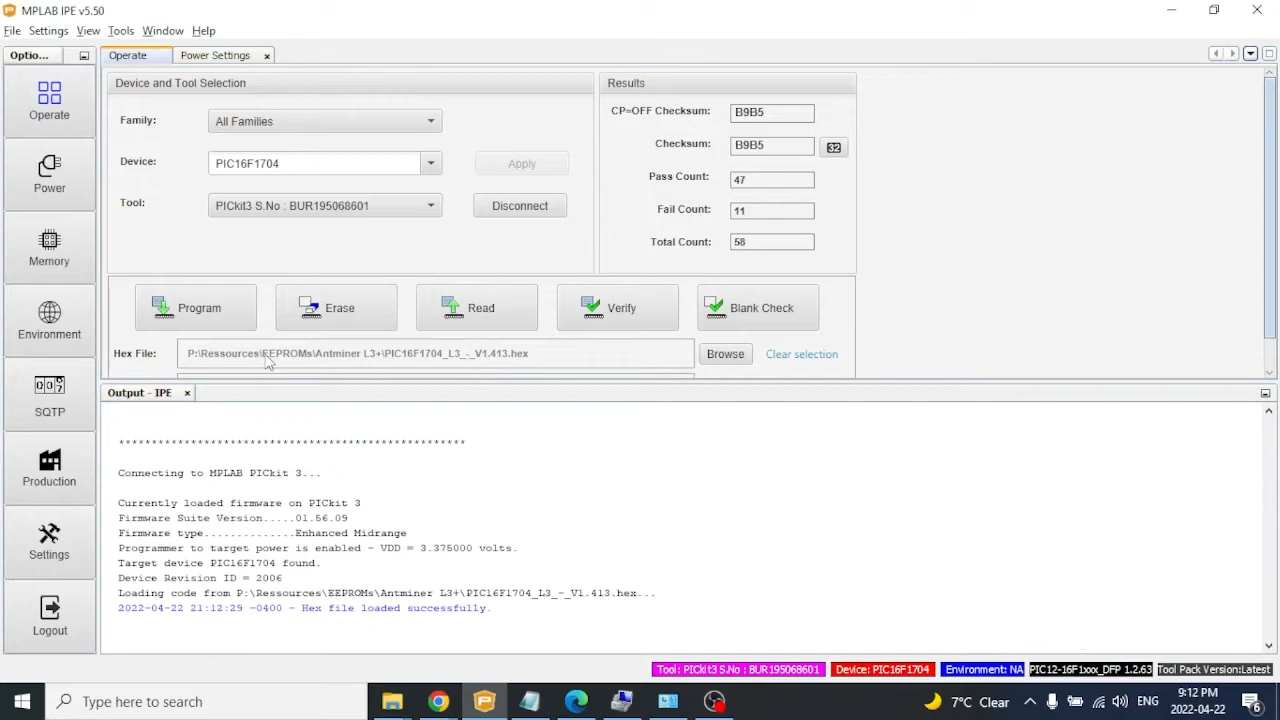 MPLAB IPE v5.50
File Settings View Tools Window Help
Optio...
Operate
Power Settings
Operate
Power
Memory
Environment
SQTP
Production
Settings
Logout
Device and Tool Selection
Family:
All Families
Device:
PIC16F1704
Apply
Tool:
PICkit3 S.No : BUR195068601
Disconnect
Results
CP=OFF Checksum:
B9B5
Checksum:
B9B5
32
Pass Count:
47
Fail Count:
11
Total Count:
58
Program
Erase
Read
Verify
Blank Check
Hex File:
P:\Ressources\EEPROMs\Antminer L3+\PIC16F1704_L3_-_V1.413.hex
Browse
Clear selection
Output - IPE
*****************************************************
Connecting to MPLAB PICkit 3...
Currently loaded firmware on PICkit 3
Firmware Suite Version.....01.56.09
Firmware type..............Enhanced Midrange
Programmer to target power is enabled - VDD = 3.375000 volts.
Target device PIC16F1704 found.
Device Revision ID = 2006
Loading code from P:\Ressources\EEPROMs\Antminer L3+\PIC16F1704_L3_-_V1.413.hex...
2022-04-22 21:12:29 -0400 - Hex file loaded successfully.
Tool: PICkit3 S.No : BUR195068601
Device: PIC16F1704
Environment: NA
PIC12-16F1xxx_DFP 1.2.63
Tool Pack Version:Latest
Type here to search
7°C Clear
ENG
9:12 PM
2022-04-22
6